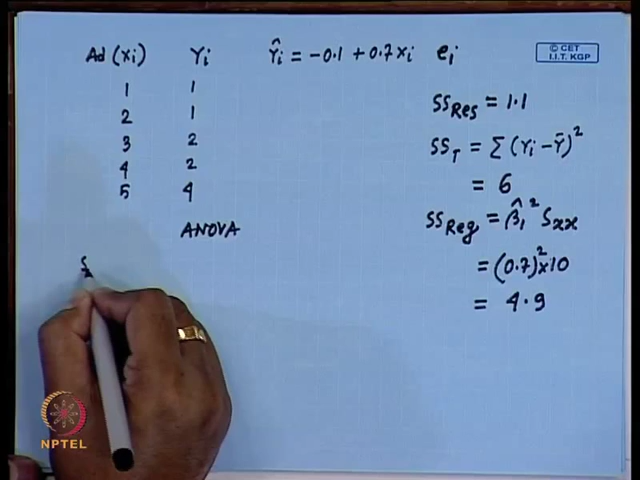 Ad (xi) Yi Ŷi = -0.1 + 0.7xi ei
© CET
I.I.T. KGP
1 1
2 1
3 2
4 2
5 4
SSRes = 1.1
SST = Σ (Yi - Ȳ)²
= 6
SSReg = β̂₁² Sxx
= (0.7)² × 10
= 4.9
ANOVA
S
NPTEL